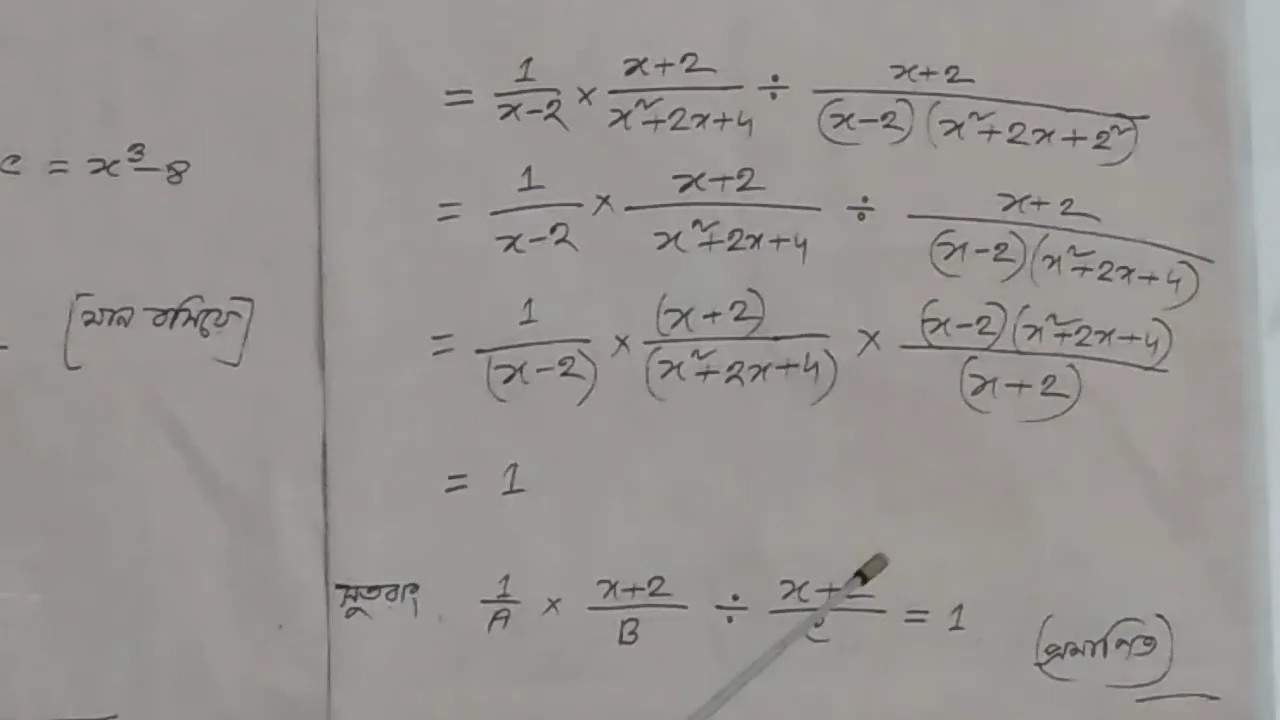 c = x³-8
[মান বসিয়ে]
= 1/(x-2) × (x+2)/(x²+2x+4) ÷ (x+2)/((x-2)(x²+2x+2²))
= 1/(x-2) × (x+2)/(x²+2x+4) ÷ (x+2)/((x-2)(x²+2x+4))
= 1/(x-2) × (x+2)/(x²+2x+4) × (x-2)(x²+2x+4)/(x+2)
= 1
সুতরাং 1/A × (x+2)/B ÷ (x+2)/c = 1 (প্রমাণিত)